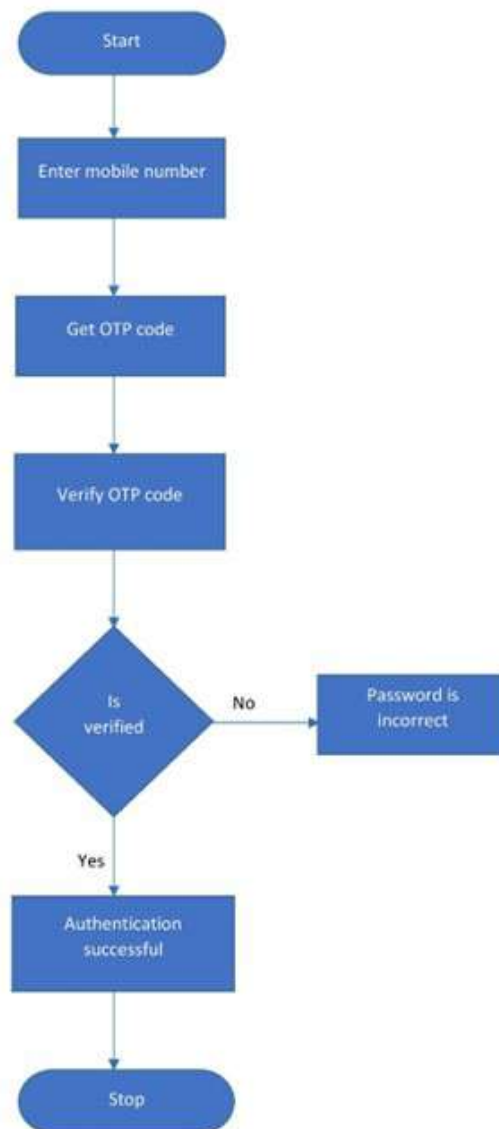 Start
Enter mobile number
Get OTP code
Verify OTP code
Is
verified
No
Password is
incorrect
Yes
Authentication
successful
Stop